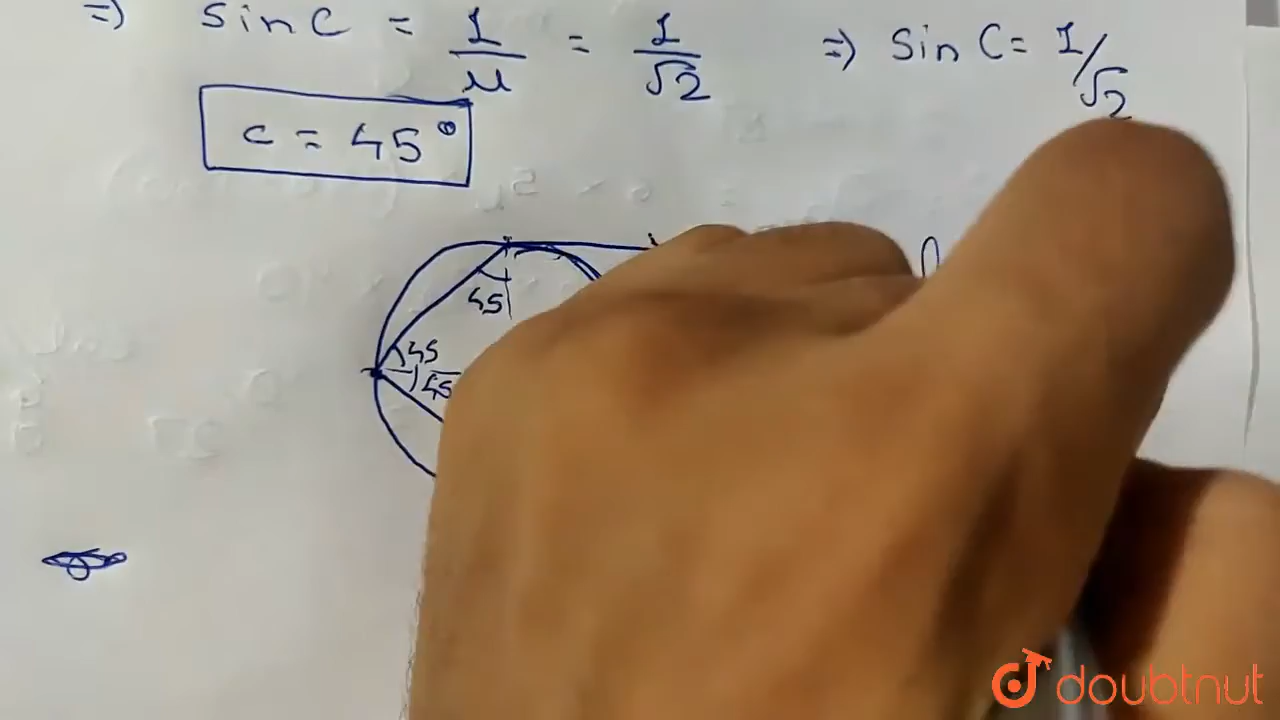 => sin C = 1/μ = 1/√2 => Sin C = 1/√2
c = 45°
45
45
45
doubtnut